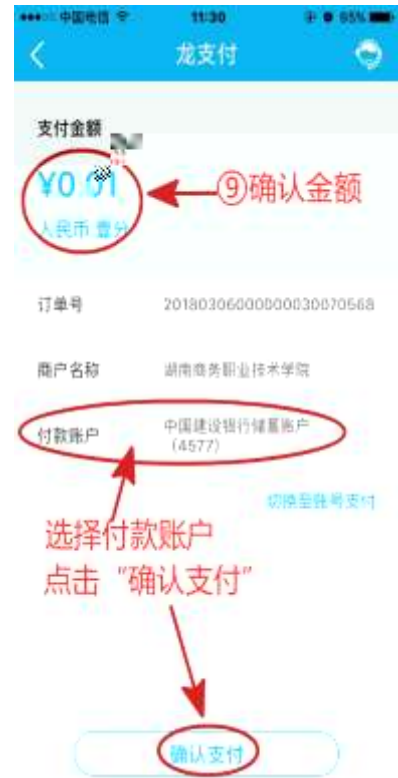 中国电信 11:30 65%
龙支付
支付金额
¥0.01
⑨确认金额
人民币 壹分
订单号 20180306000000030070568
商户名称 湖南商务职业技术学院
付款账户 中国建设银行储蓄账户
(4577)
切换至账号支付
选择付款账户
点击“确认支付”
确认支付